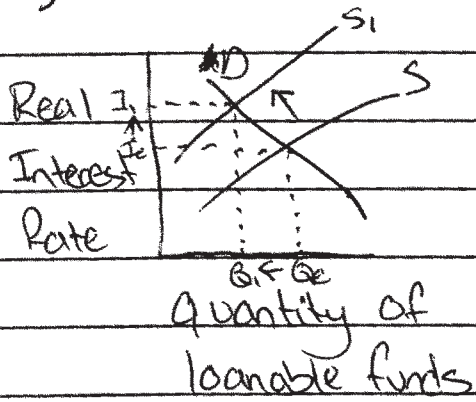 S₁
D
S
Real I₁
Interest Ie
Rate
Q₁ ← Qe
Quantity of
loanable funds